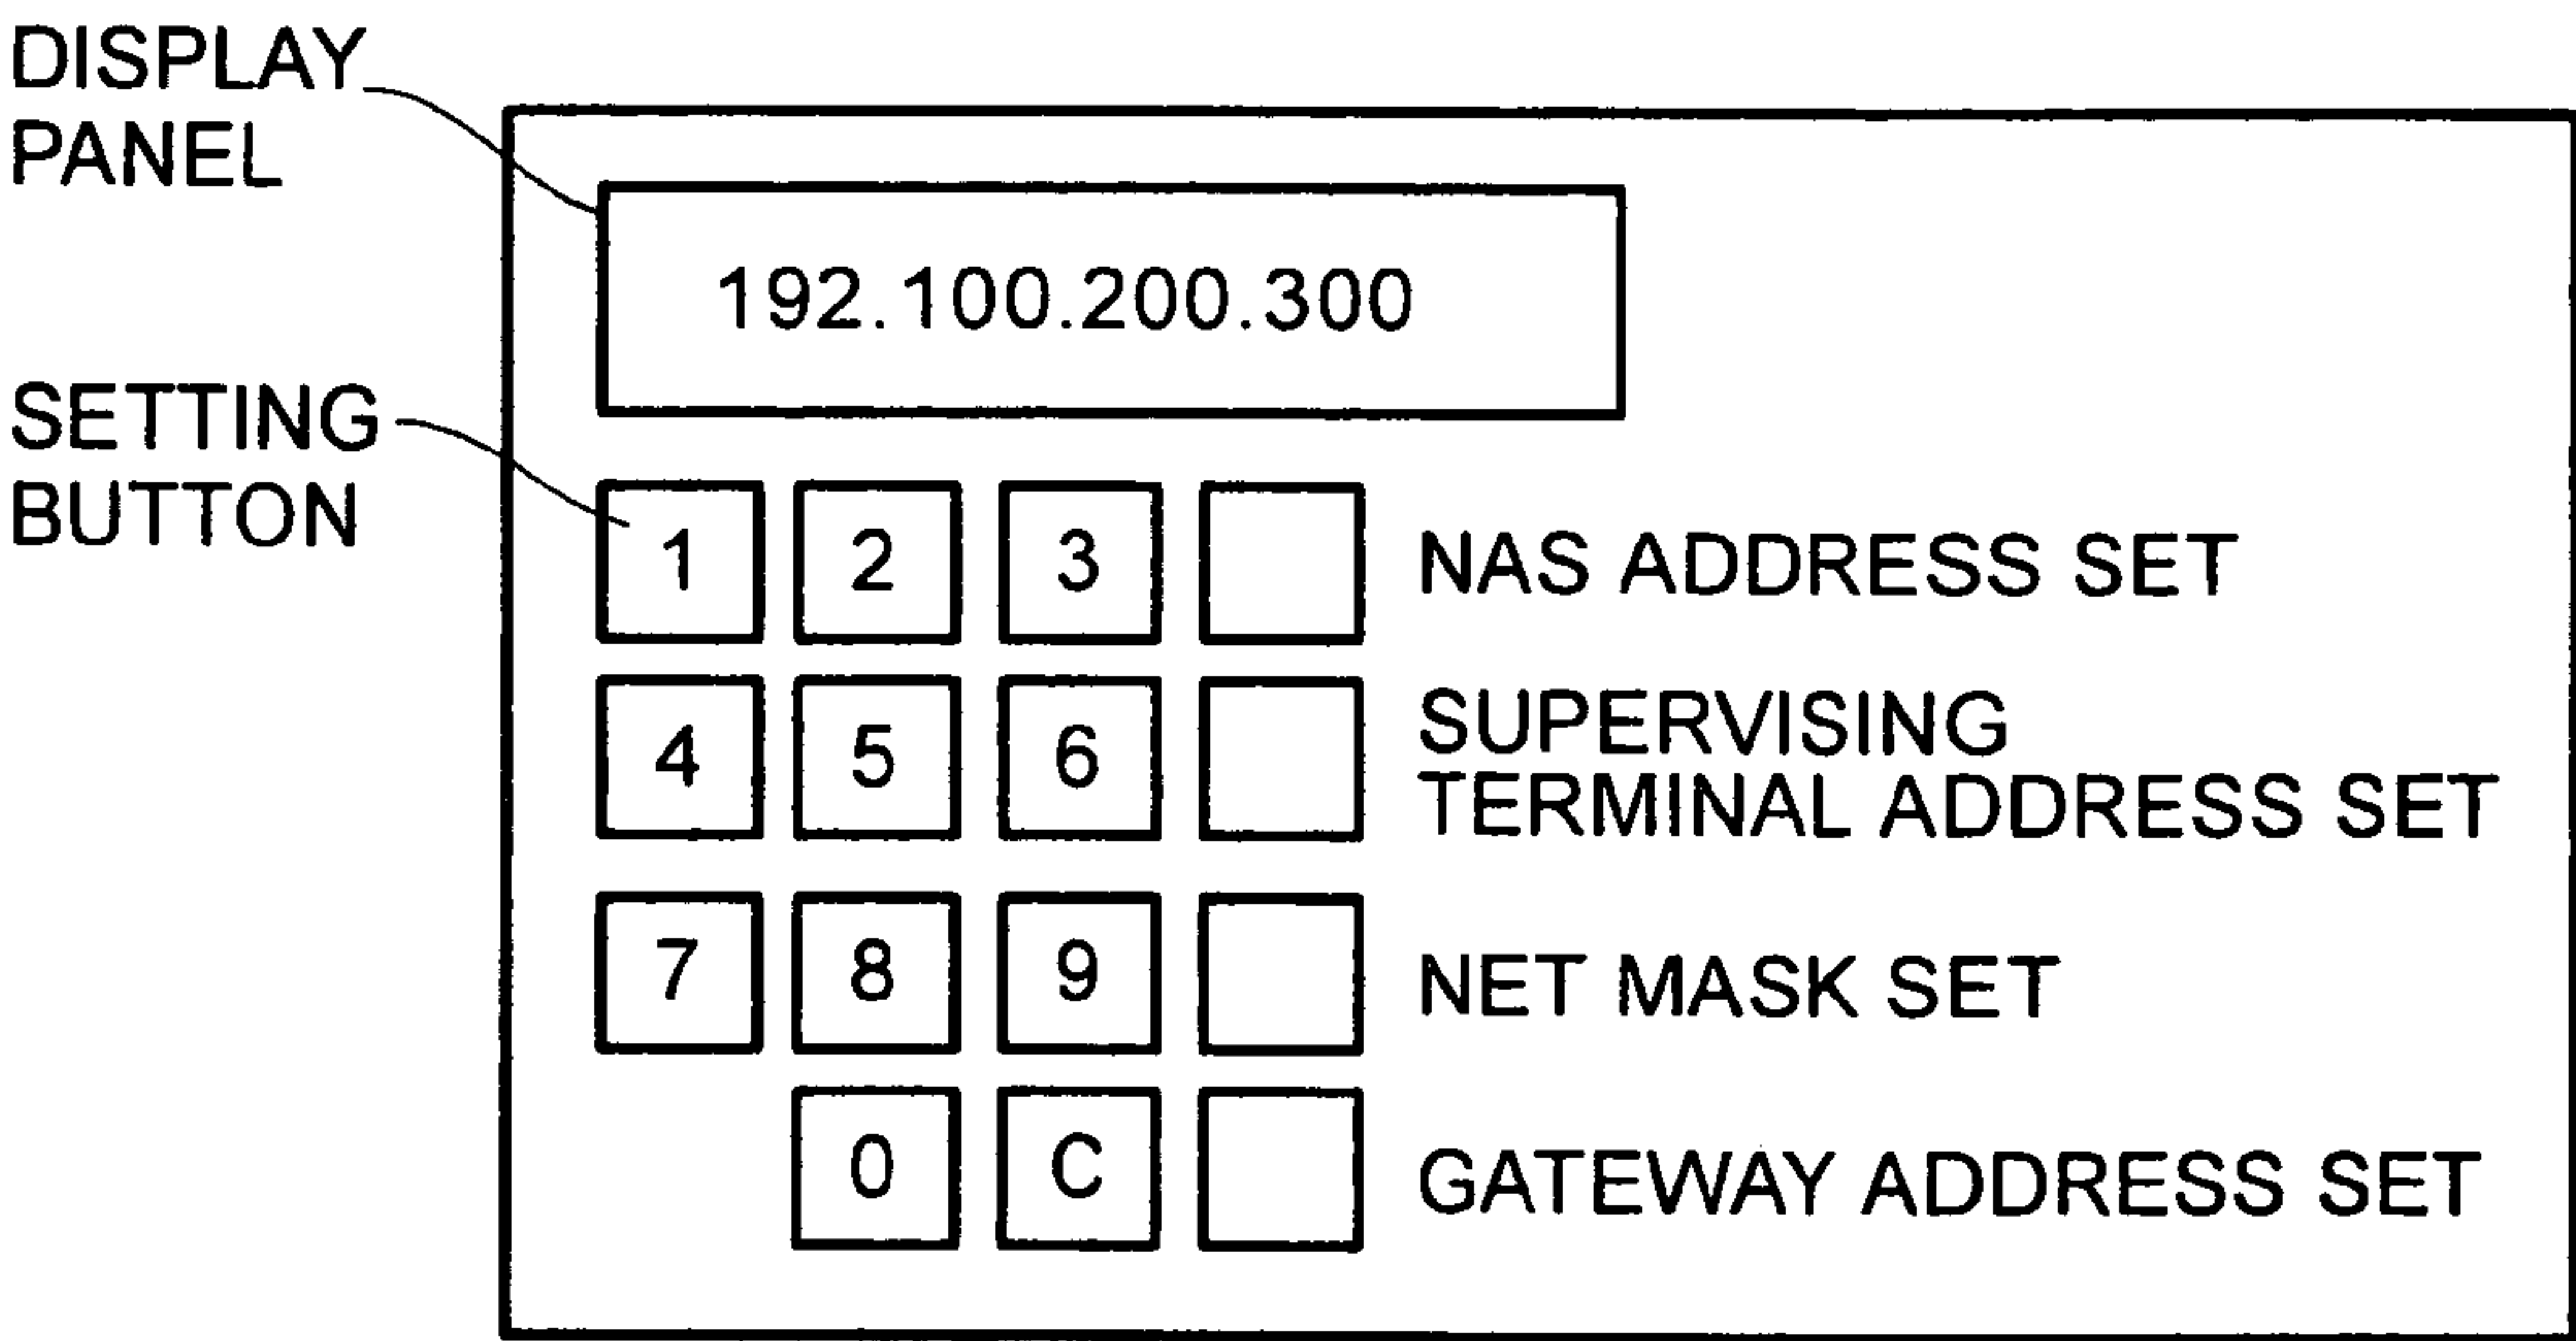 DISPLAY
PANEL
192.100.200.300
SETTING
BUTTON
1 2 3 NAS ADDRESS SET
4 5 6 SUPERVISING
TERMINAL ADDRESS SET
7 8 9 NET MASK SET
0 C GATEWAY ADDRESS SET